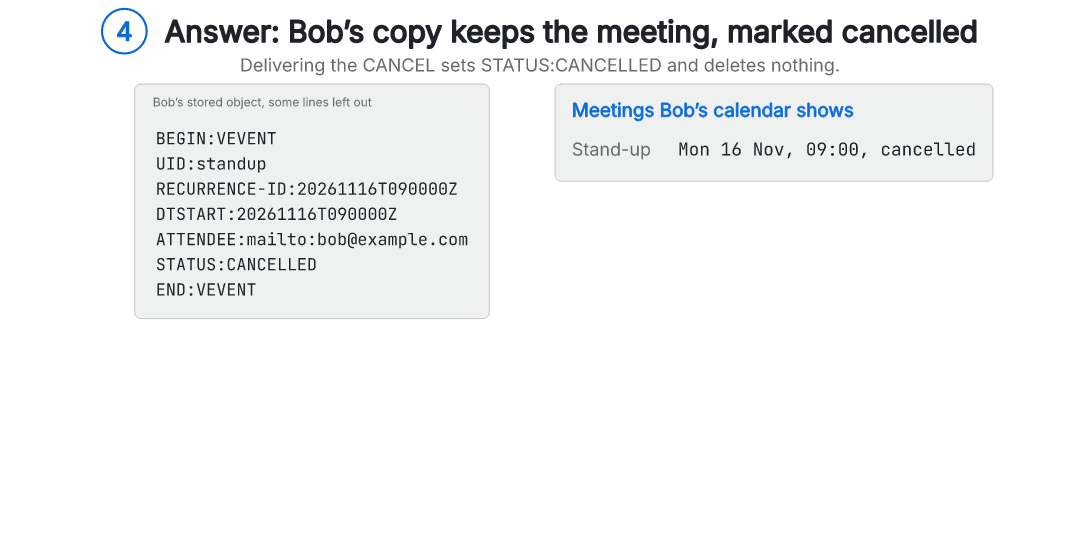 4 Answer: Bob’s copy keeps the meeting, marked cancelled
Delivering the CANCEL sets STATUS:CANCELLED and deletes nothing.
Bob’s stored object, some lines left out
BEGIN:VEVENT
UID:standup
RECURRENCE-ID:20261116T090000Z
DTSTART:20261116T090000Z
ATTENDEE:mailto:bob@example.com
STATUS:CANCELLED
END:VEVENT
Meetings Bob’s calendar shows
Stand-up Mon 16 Nov, 09:00, cancelled